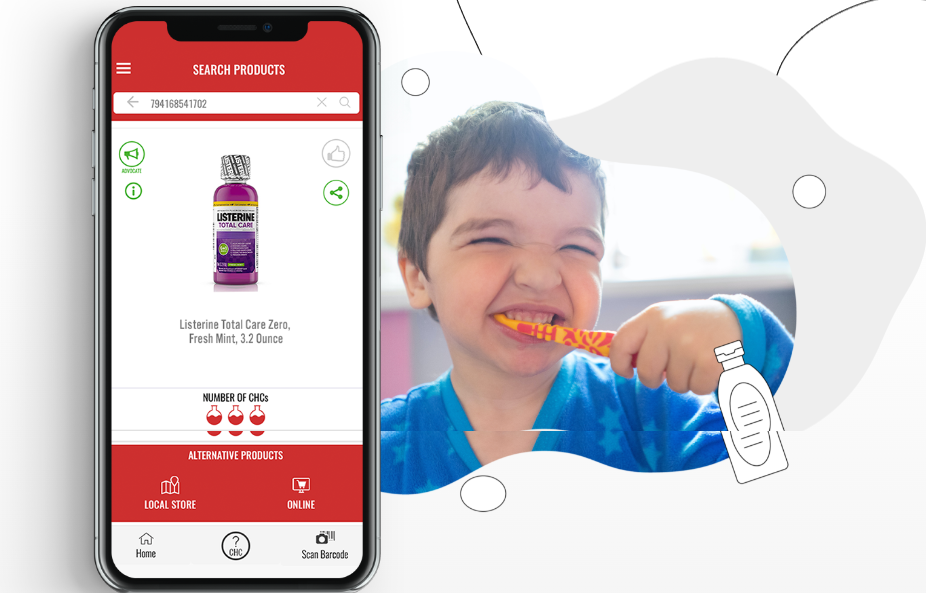 SEARCH PRODUCTS
794168541702
ADVOCATE
LISTERINE
TOTAL CARE
Listerine Total Care Zero,
Fresh Mint, 3.2 Ounce
NUMBER OF CHCs
ALTERNATIVE PRODUCTS
LOCAL STORE
ONLINE
? CHC
Home
Scan Barcode